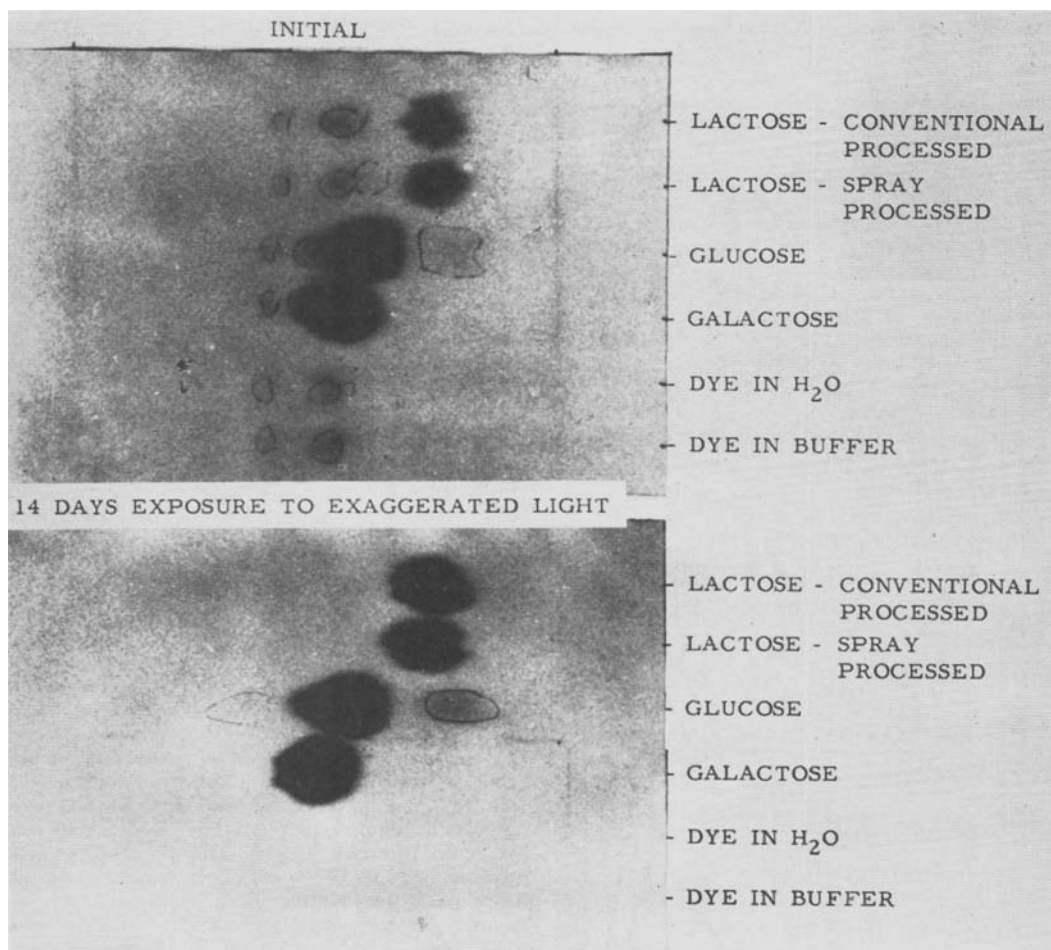 INITIAL
LACTOSE - CONVENTIONAL
PROCESSED
LACTOSE - SPRAY
PROCESSED
GLUCOSE
GALACTOSE
DYE IN H₂O
DYE IN BUFFER
14 DAYS EXPOSURE TO EXAGGERATED LIGHT
LACTOSE - CONVENTIONAL
PROCESSED
LACTOSE - SPRAY
PROCESSED
GLUCOSE
GALACTOSE
DYE IN H₂O
DYE IN BUFFER